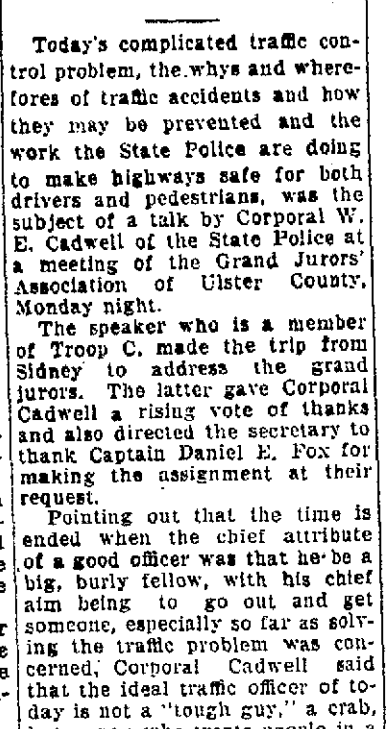 Today's complicated traffic con-
trol problem, the whys and where-
fores of traffic accidents and how
they may be prevented and the
work the State Police are doing
to make highways safe for both
drivers and pedestrians, was the
subject of a talk by Corporal W.
E. Cadwell of the State Police at
a meeting of the Grand Jurors'
Association of Ulster County,
Monday night.
The speaker who is a member
of Troop C, made the trip from
Sidney to address the grand
jurors. The latter gave Corporal
Cadwell a rising vote of thanks
and also directed the secretary to
thank Captain Daniel E. Fox for
making the assignment at their
request.
Pointing out that the time is
ended when the chief attribute
of a good officer was that he be a
big, burly fellow, with his chief
aim being to go out and get
someone, especially so far as solv-
ing the traffic problem was con-
cerned, Corporal Cadwell said
that the ideal traffic officer of to-
day is not a "tough guy," a crab,